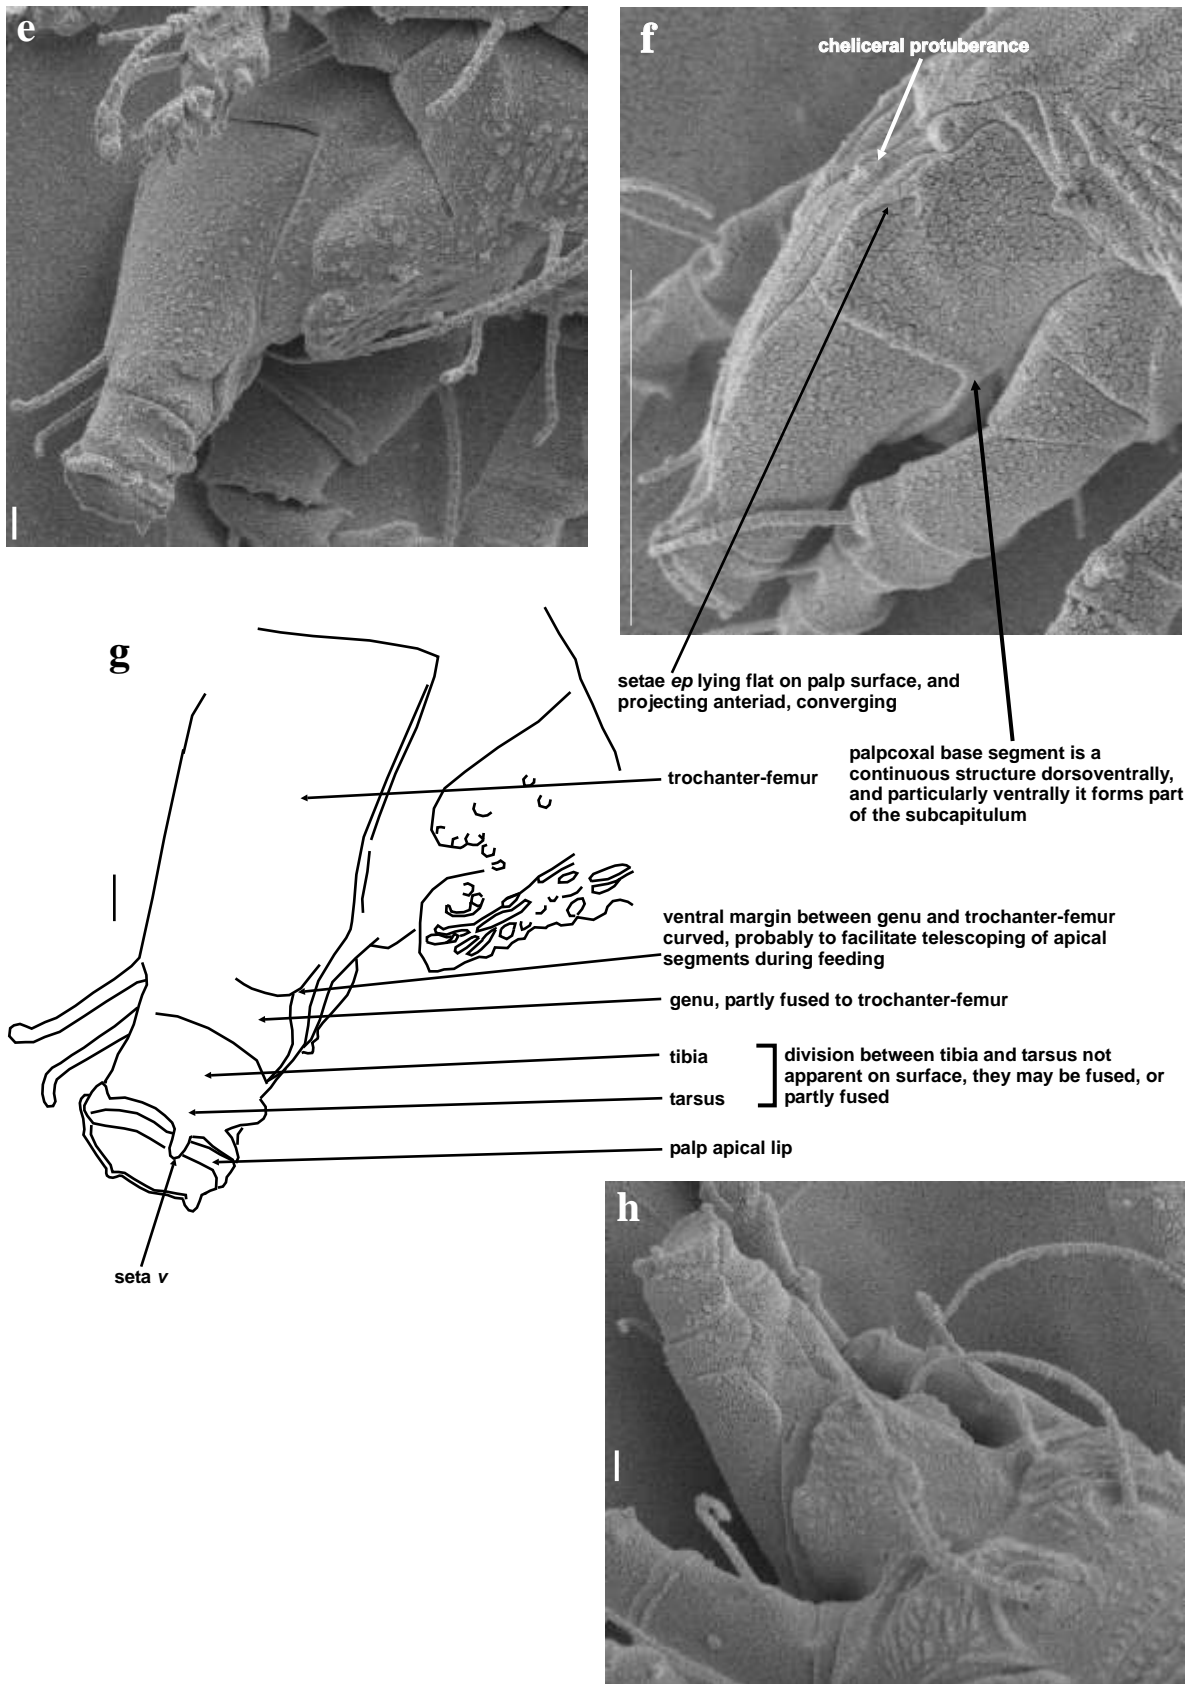 e
f
cheliceral protuberance
g
setae ep lying flat on palp surface, and
projecting anteriad, converging
palpcoxal base segment is a
continuous structure dorsoventrally,
and particularly ventrally it forms part
of the subcapitulum
trochanter-femur
ventral margin between genu and trochanter-femur
curved, probably to facilitate telescoping of apical
segments during feeding
genu, partly fused to trochanter-femur
tibia
tarsus
division between tibia and tarsus not
apparent on surface, they may be fused, or
partly fused
palp apical lip
seta v
h